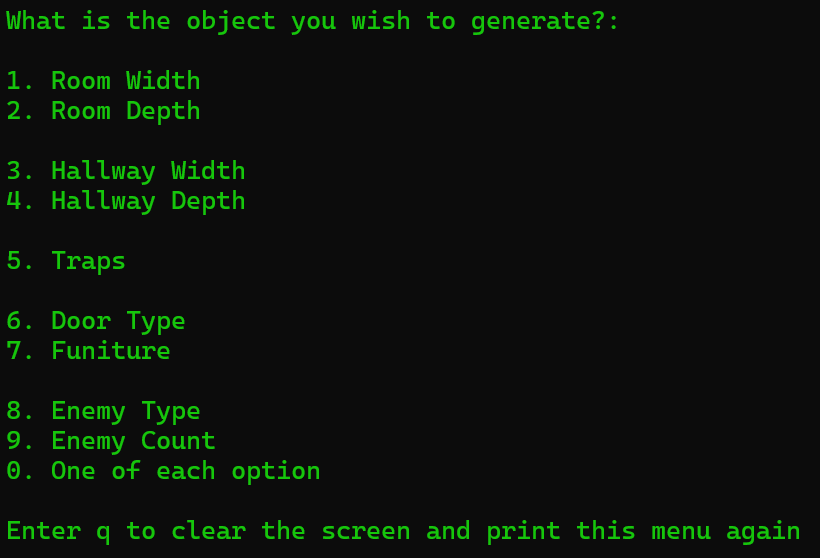 What is the object you wish to generate?:
1. Room Width
2. Room Depth
3. Hallway Width
4. Hallway Depth
5. Traps
6. Door Type
7. Funiture
8. Enemy Type
9. Enemy Count
0. One of each option
Enter q to clear the screen and print this menu again